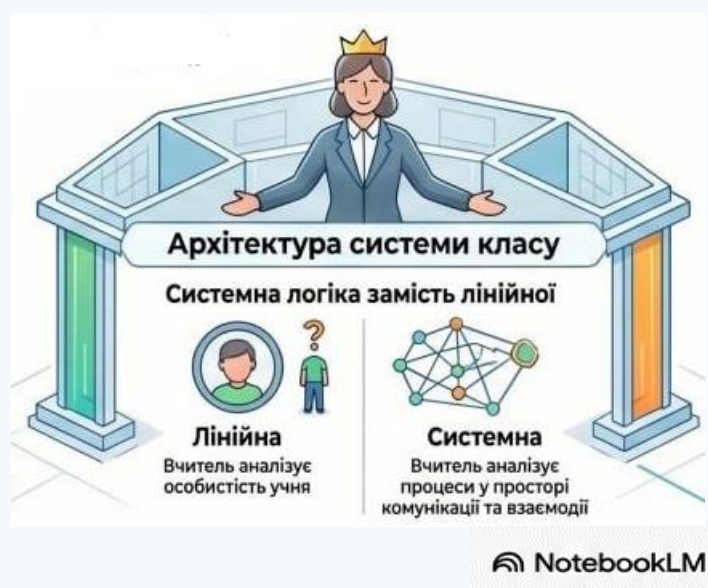 Архітектура системи класу
Системна логіка замість лінійної
?
Лінійна
Вчитель аналізує
особистість учня
Системна
Вчитель аналізує
процеси у просторі
комунікації та взаємодії
NotebookLM